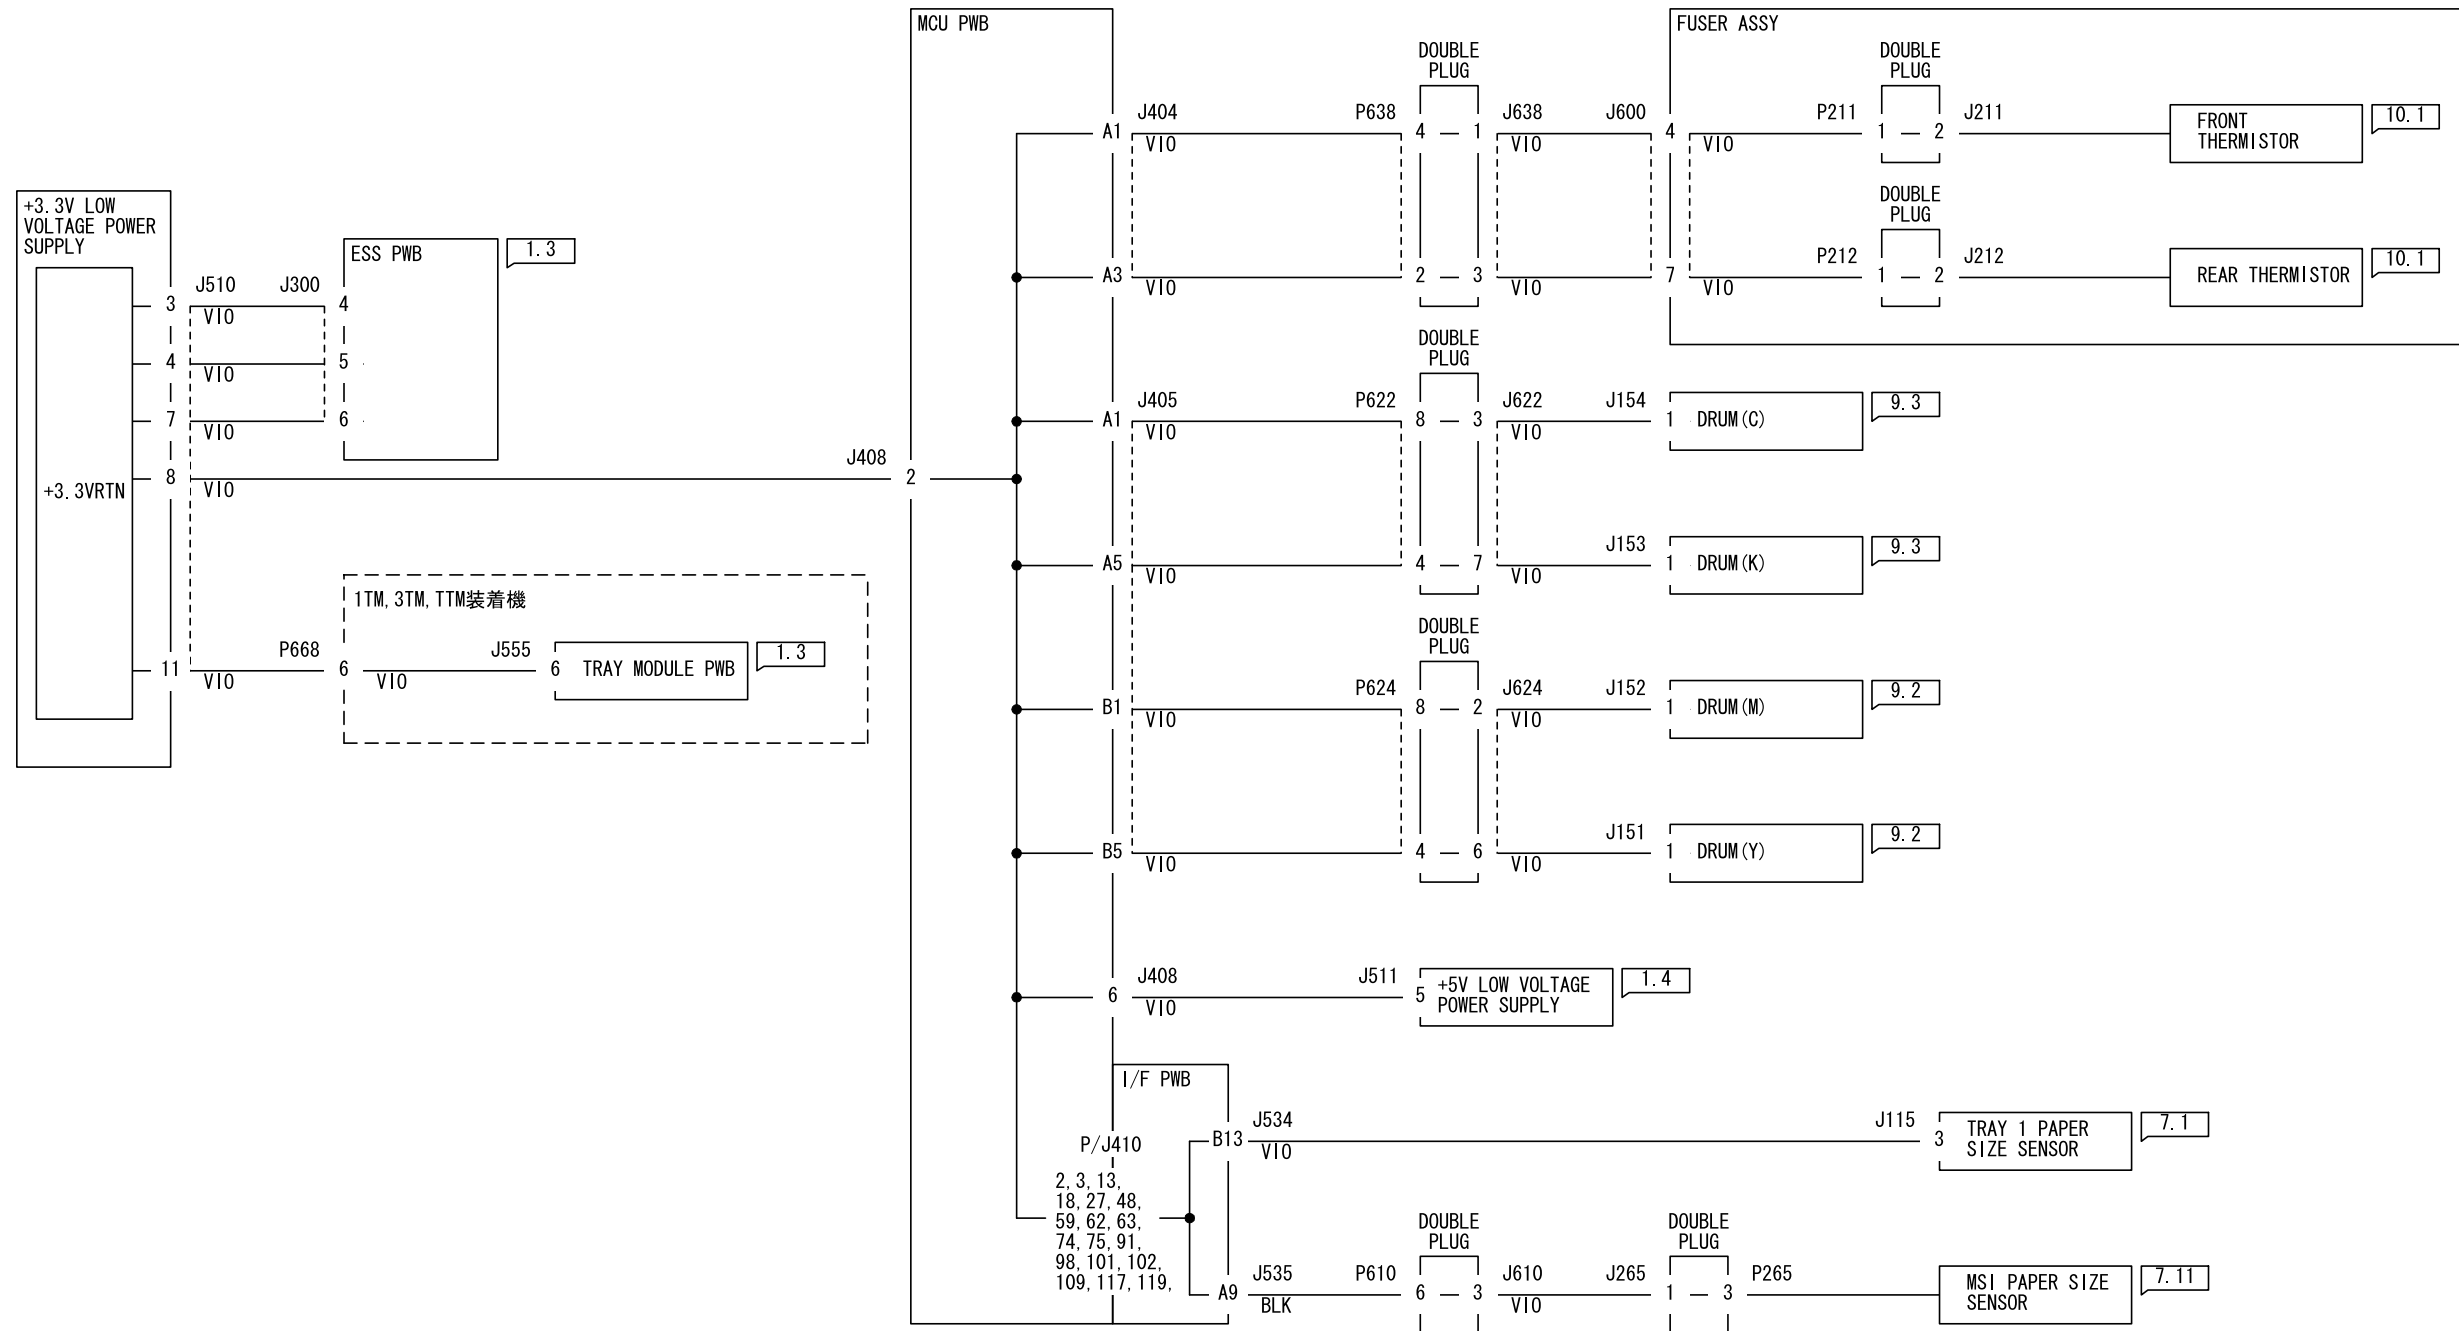 MCU PWB
FUSER ASSY
DOUBLE
PLUG
DOUBLE
PLUG
J404
P638
J638
J600
P211
J211
FRONT
THERMISTOR
10.1
A1
VIO
4
1
VIO
4
VIO
1
2
DOUBLE
PLUG
P212
J212
REAR THERMISTOR
10.1
A3
VIO
2
3
VIO
7
VIO
1
2
+3.3V LOW
VOLTAGE POWER
SUPPLY
+3.3VRTN
ESS PWB
1.3
J510
J300
3
VIO
4
4
VIO
5
7
VIO
6
8
VIO
J408
2
1TM,3TM,TTM装着機
11
VIO
P668
6
VIO
J555
6
TRAY MODULE PWB
1.3
DOUBLE
PLUG
J405
P622
J622
J154
A1
VIO
8
3
VIO
1
DRUM(C)
9.3
J153
A5
VIO
4
7
VIO
1
DRUM(K)
9.3
DOUBLE
PLUG
P624
J624
J152
B1
VIO
8
2
VIO
1
DRUM(M)
9.2
J151
B5
VIO
4
6
VIO
1
DRUM(Y)
9.2
J408
J511
6
VIO
5
+5V LOW VOLTAGE
POWER SUPPLY
1.4
I/F PWB
P/J410
2,3,13,
18,27,48,
59,62,63,
74,75,91,
98,101,102,
109,117,119,
J534
B13
VIO
J115
3
TRAY 1 PAPER
SIZE SENSOR
7.1
DOUBLE
PLUG
DOUBLE
PLUG
J535
P610
J610
J265
P265
A9
BLK
6
3
VIO
1
3
MSI PAPER SIZE
SENSOR
7.11